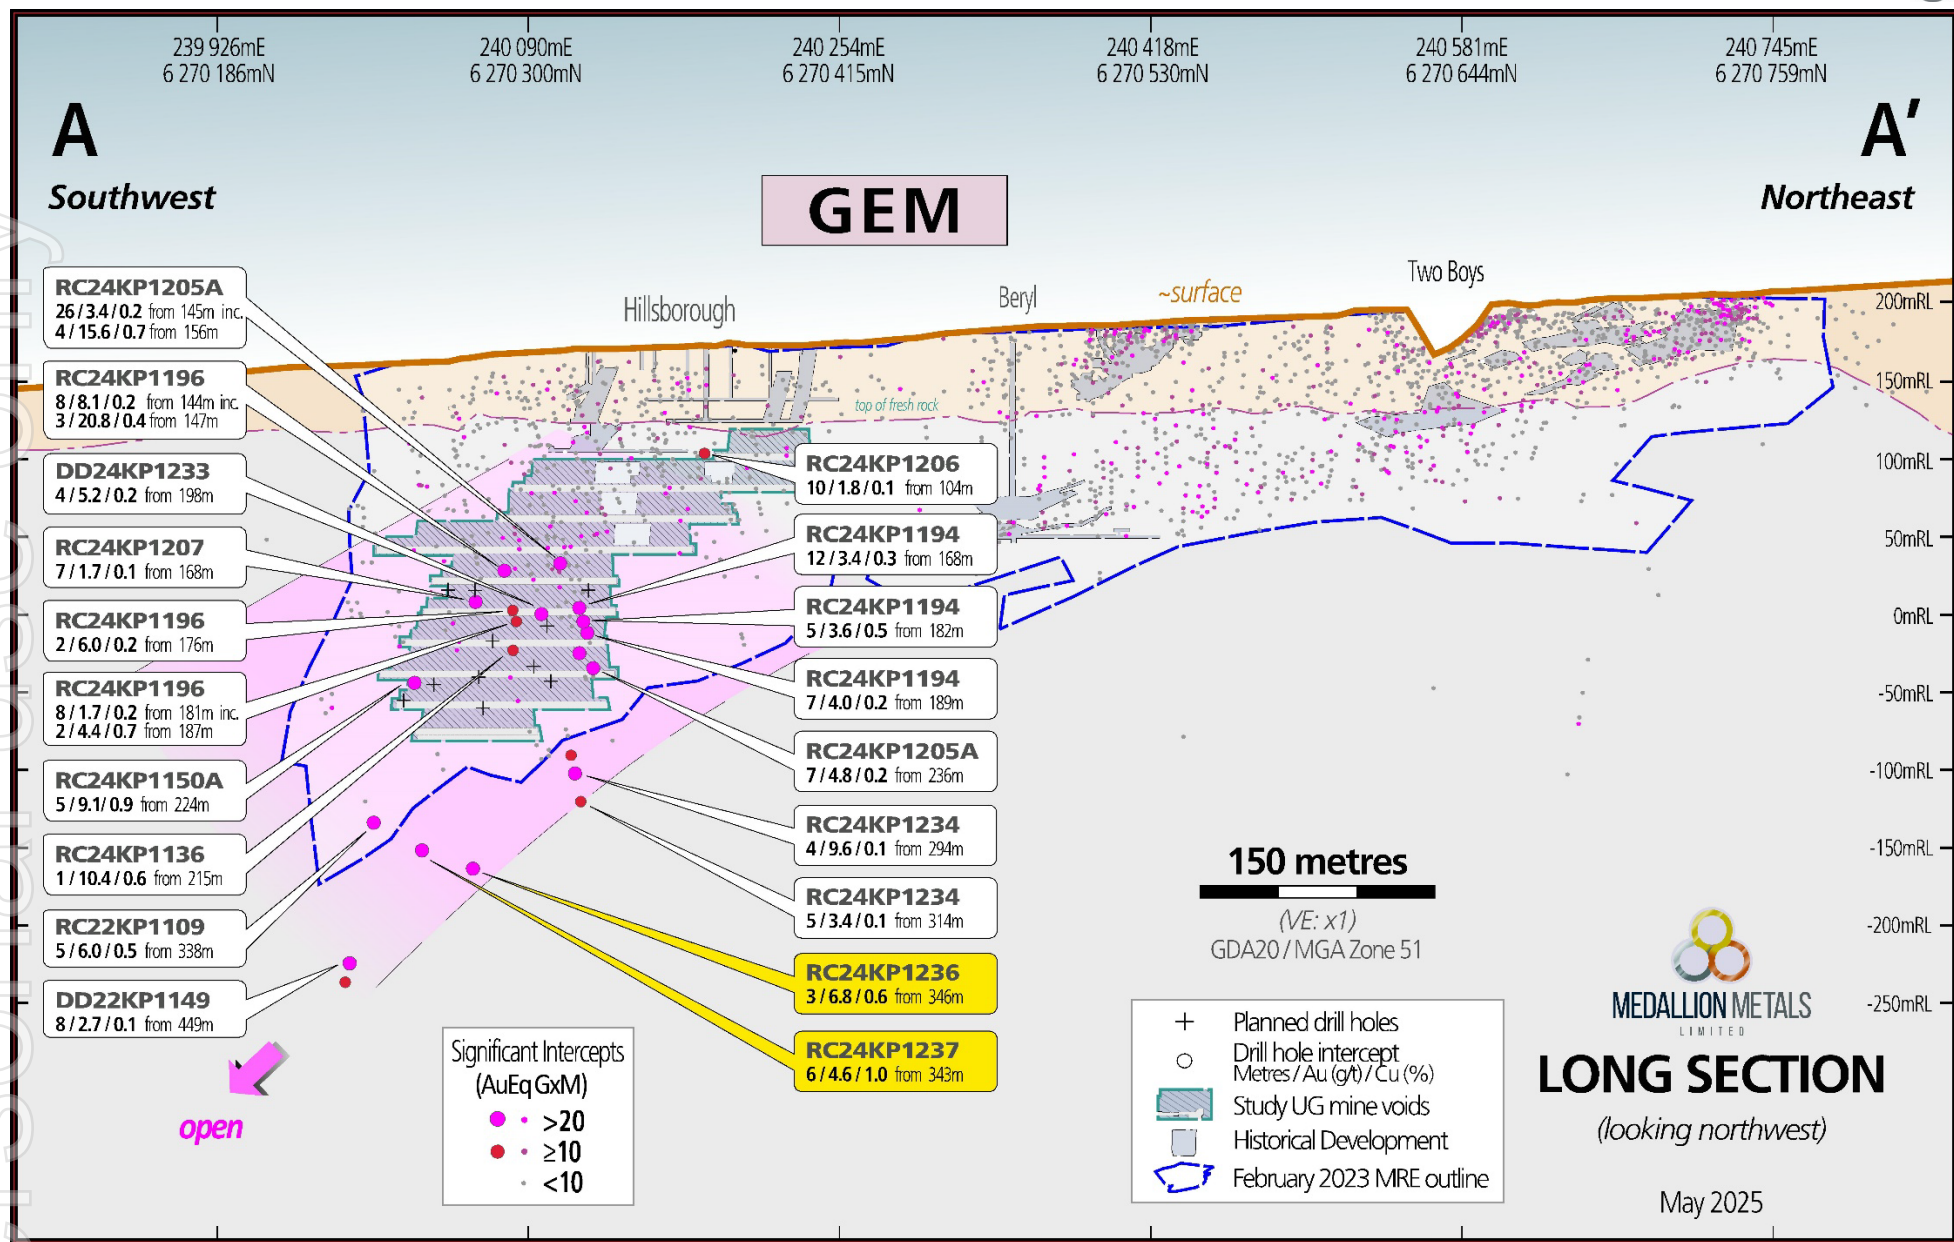 239 926mE
6 270 186mN
240 090mE
6 270 300mN
240 254mE
6 270 415mN
240 418mE
6 270 530mN
240 581mE
6 270 644mN
240 745mE
6 270 759mN
A
Southwest
GEM
A'
Northeast
Hillsborough
Beryl
~surface
Two Boys
top of fresh rock
200mRL
150mRL
100mRL
50mRL
0mRL
-50mRL
-100mRL
-150mRL
-200mRL
-250mRL
RC24KP1205A
26 / 3.4 / 0.2 from 145m inc.
4 / 15.6 / 0.7 from 156m
RC24KP1196
8 / 8.1 / 0.2 from 144m inc.
3 / 20.8 / 0.4 from 147m
DD24KP1233
4 / 5.2 / 0.2 from 198m
RC24KP1207
7 / 1.7 / 0.1 from 168m
RC24KP1196
2 / 6.0 / 0.2 from 176m
RC24KP1196
8 / 1.7 / 0.2 from 181m inc.
2 / 4.4 / 0.7 from 187m
RC24KP1150A
5 / 9.1 / 0.9 from 224m
RC24KP1136
1 / 10.4 / 0.6 from 215m
RC22KP1109
5 / 6.0 / 0.5 from 338m
DD22KP1149
8 / 2.7 / 0.1 from 449m
RC24KP1206
10 / 1.8 / 0.1 from 104m
RC24KP1194
12 / 3.4 / 0.3 from 168m
RC24KP1194
5 / 3.6 / 0.5 from 182m
RC24KP1194
7 / 4.0 / 0.2 from 189m
RC24KP1205A
7 / 4.8 / 0.2 from 236m
RC24KP1234
4 / 9.6 / 0.1 from 294m
RC24KP1234
5 / 3.4 / 0.1 from 314m
RC24KP1236
3 / 6.8 / 0.6 from 346m
RC24KP1237
6 / 4.6 / 1.0 from 343m
open
Significant Intercepts
(AuEq GxM)
>20
≥10
<10
150 metres
(VE: x1)
GDA20 / MGA Zone 51
Planned drill holes
Drill hole intercept
Metres / Au (g/t) / Cu (%)
Study UG mine voids
Historical Development
February 2023 MRE outline
MEDALLION METALS
LIMITED
LONG SECTION
(looking northwest)
May 2025